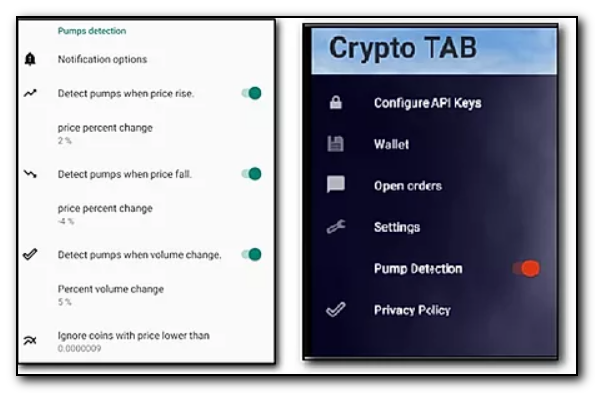 Pumps detection
Notification options
Detect pumps when price rise.
price percent change
2 %
Detect pumps when price fall.
price percent change
-4 %
Detect pumps when volume change.
Percent volume change
5 %
Ignore coins with price lower than
0.0000009
Crypto TAB
Configure API Keys
Wallet
Open orders
Settings
Pump Detection
Privacy Policy